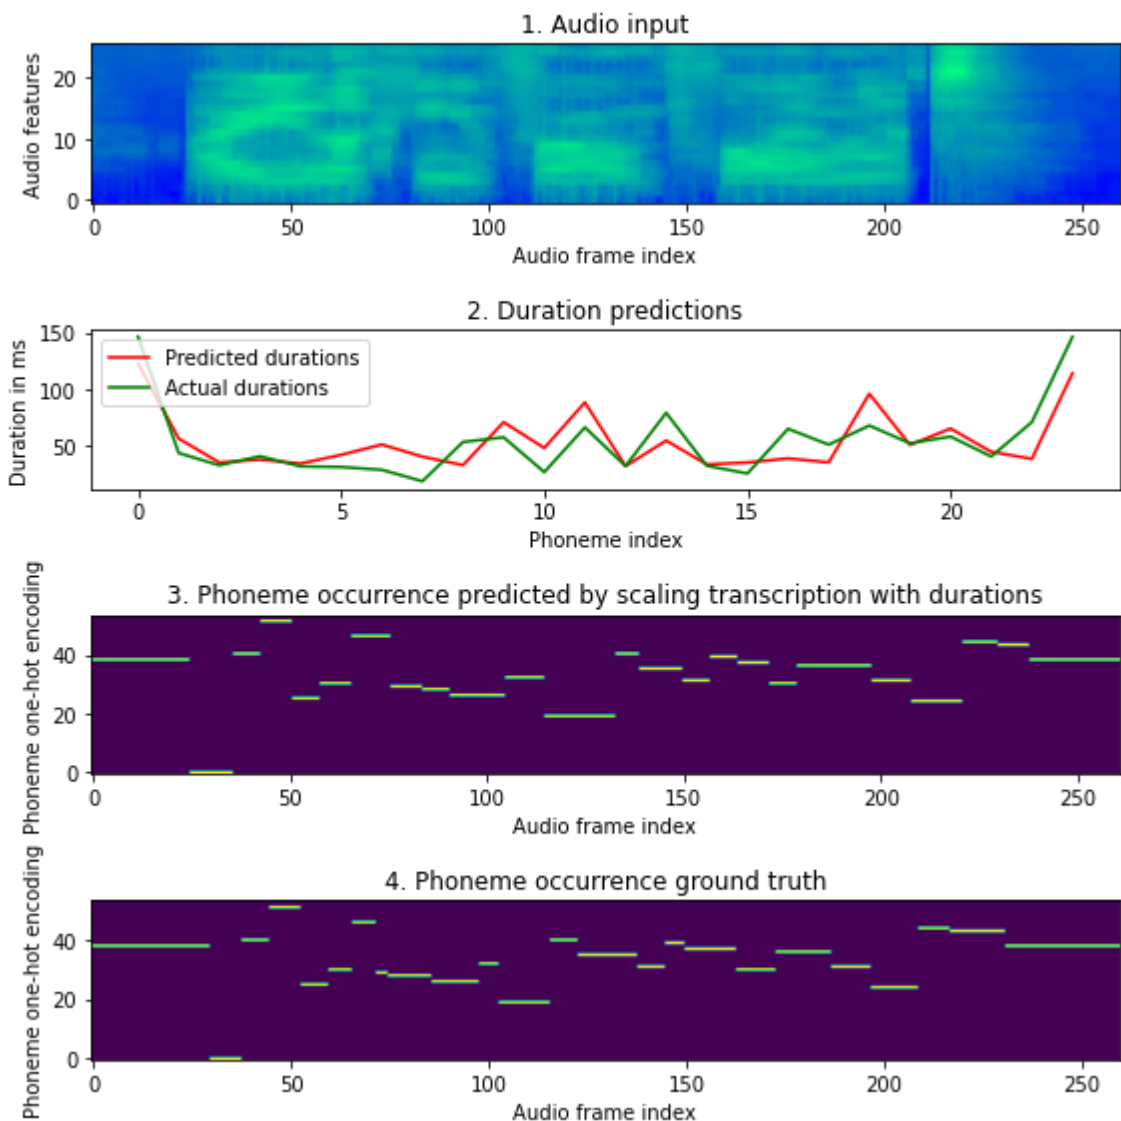 1. Audio input
Audio features
20
10
0
0 50 100 150 200 250
Audio frame index
2. Duration predictions
Duration in ms
150
100
50
Predicted durations
Actual durations
0 5 10 15 20
Phoneme index
3. Phoneme occurrence predicted by scaling transcription with durations
Phoneme one-hot encoding
40
20
0
0 50 100 150 200 250
Audio frame index
4. Phoneme occurrence ground truth
Phoneme one-hot encoding
40
20
0
0 50 100 150 200 250
Audio frame index